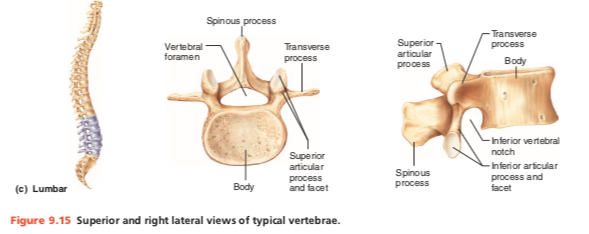 Spinous process
Vertebral
foramen
Transverse
process
Superior
articular
process
and facet
Body
(c) Lumbar
Superior
articular
process
Transverse
process
Body
Inferior vertebral
notch
Inferior articular
process and
facet
Spinous
process
Figure 9.15 Superior and right lateral views of typical vertebrae.